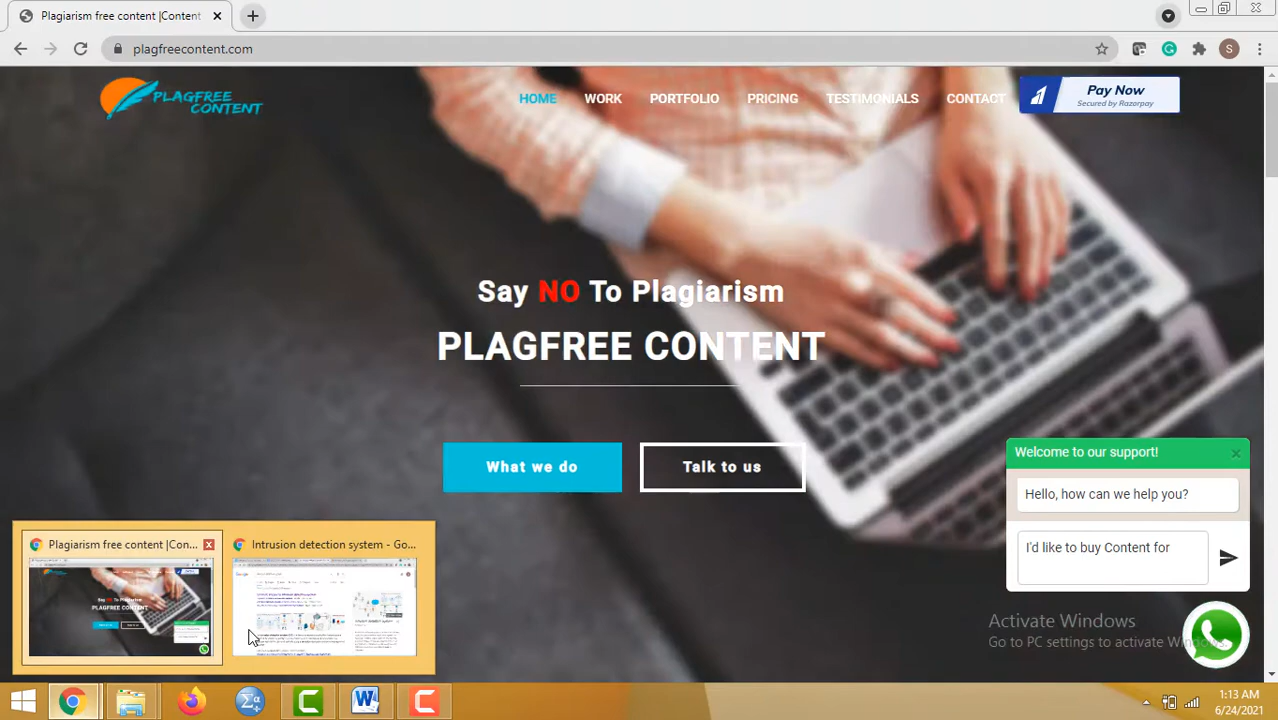 Plagiarism free content |Content
plagfreecontent.com
S
PLAGFREE
CONTENT
HOME WORK PORTFOLIO PRICING TESTIMONIALS CONTACT
Pay Now
Secured by Razorpay
Say NO To Plagiarism
PLAGFREE CONTENT
What we do
Talk to us
Welcome to our support!
Hello, how can we help you?
I'd like to buy Content for
Plagiarism free content |Con...
Intrusion detection system - Go...
Activate Windows
Go to PC settings to activate Windows.
1:13 AM
6/24/2021